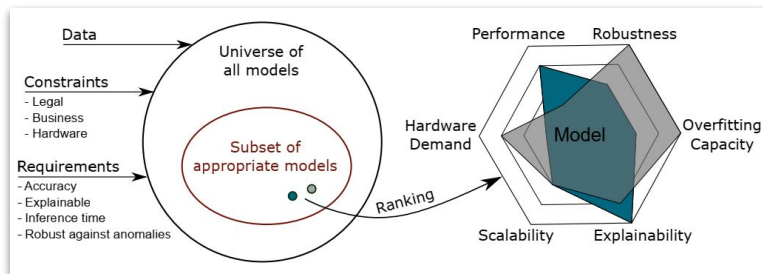 Data
Constraints
- Legal
- Business
- Hardware
Requirements
- Accuracy
- Explainable
- Inference time
- Robust against anomalies
Universe of
all models
Subset of
appropriate models
Ranking
Performance
Robustness
Hardware
Demand
Model
Overfitting
Capacity
Scalability
Explainability